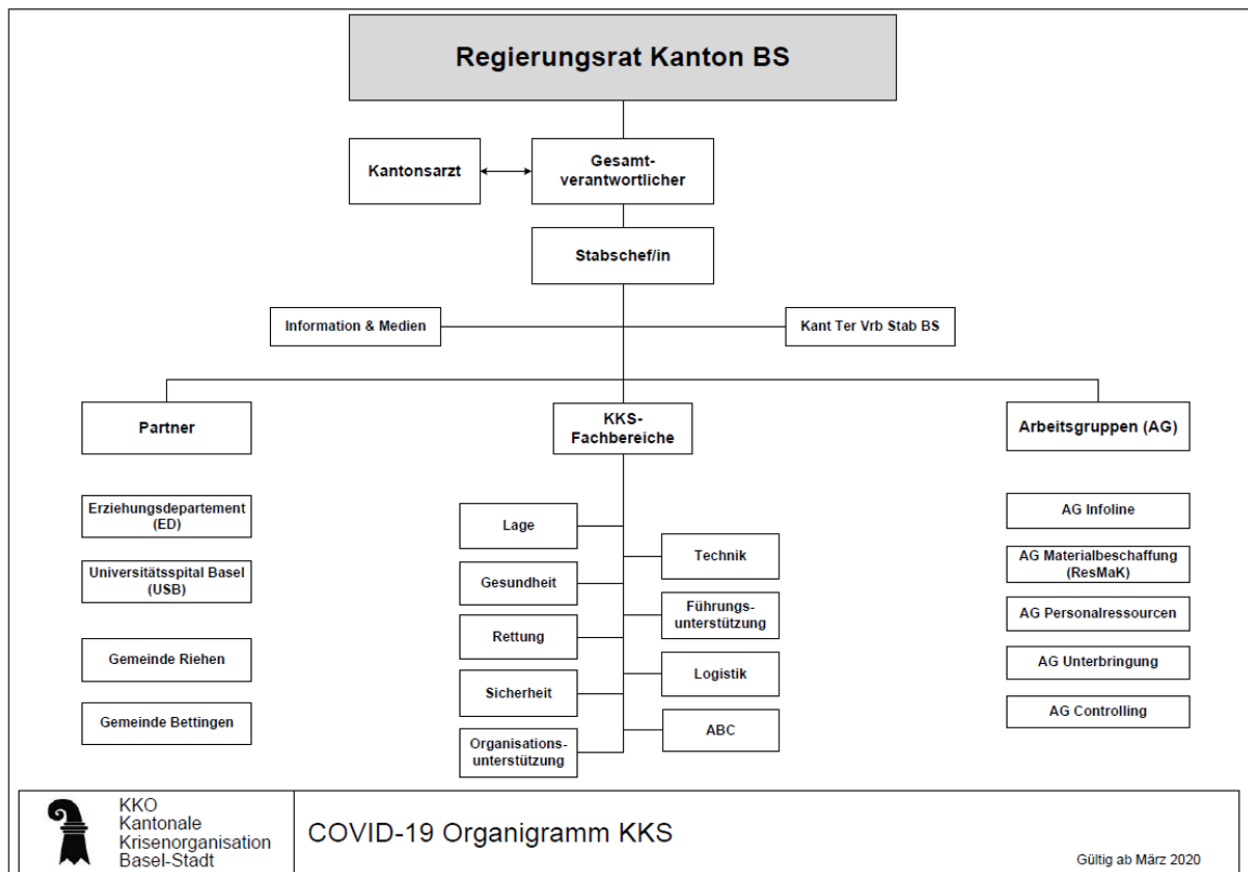 Regierungsrat Kanton BS
Kantonsarzt
Gesamt-
verantwortlicher
Stabschef/in
Information & Medien
Kant Ter Vrb Stab BS
Partner
KKS-
Fachbereiche
Arbeitsgruppen (AG)
Erziehungsdepartement
(ED)
Universitätsspital Basel
(USB)
Gemeinde Riehen
Gemeinde Bettingen
Lage
Gesundheit
Rettung
Sicherheit
Organisations-
unterstützung
Technik
Führungs-
unterstützung
Logistik
ABC
AG Infoline
AG Materialbeschaffung
(ResMaK)
AG Personalressourcen
AG Unterbringung
AG Controlling
KKO
Kantonale
Krisenorganisation
Basel-Stadt
COVID-19 Organigramm KKS
Gültig ab März 2020